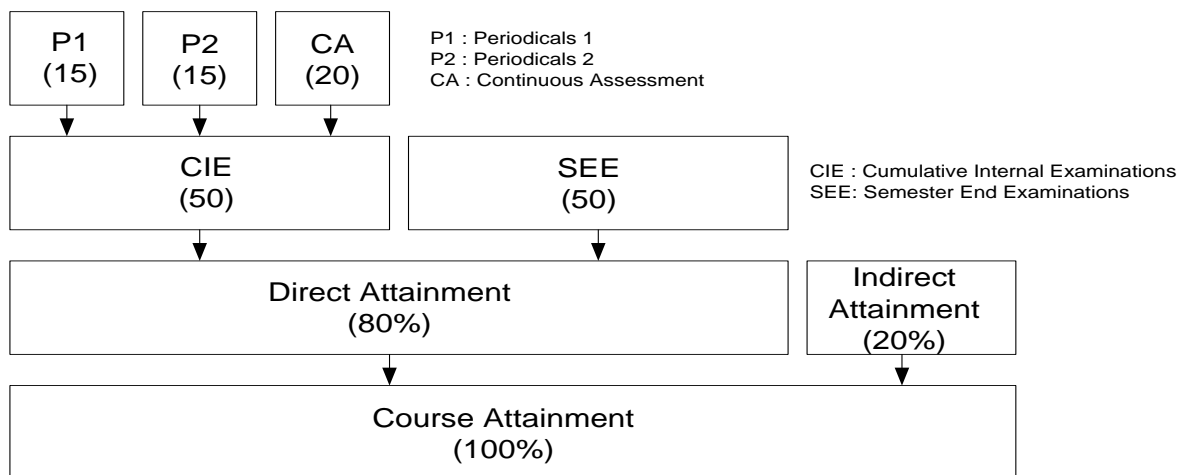 P1
(15)
P2
(15)
CA
(20)
P1 : Periodicals 1
P2 : Periodicals 2
CA : Continuous Assessment
CIE
(50)
SEE
(50)
CIE : Cumulative Internal Examinations
SEE: Semester End Examinations
Direct Attainment
(80%)
Indirect
Attainment
(20%)
Course Attainment
(100%)